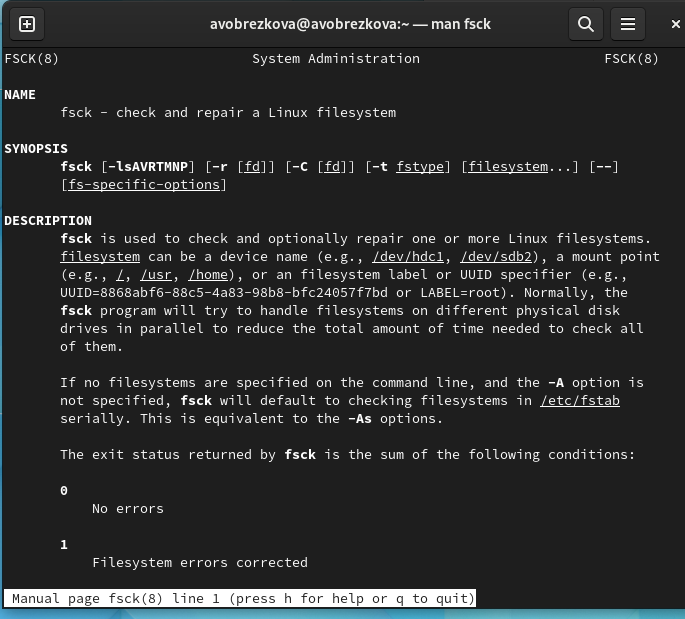 avobrezkova@avobrezkova:~ — man fsck
FSCK(8) System Administration FSCK(8)
NAME
fsck - check and repair a Linux filesystem
SYNOPSIS
fsck [-lsAVRTMNP] [-r [fd]] [-C [fd]] [-t fstype] [filesystem...] [--]
[fs-specific-options]
DESCRIPTION
fsck is used to check and optionally repair one or more Linux filesystems.
filesystem can be a device name (e.g., /dev/hdc1, /dev/sdb2), a mount point
(e.g., /, /usr, /home), or an filesystem label or UUID specifier (e.g.,
UUID=8868abf6-88c5-4a83-98b8-bfc24057f7bd or LABEL=root). Normally, the
fsck program will try to handle filesystems on different physical disk
drives in parallel to reduce the total amount of time needed to check all
of them.
If no filesystems are specified on the command line, and the -A option is
not specified, fsck will default to checking filesystems in /etc/fstab
serially. This is equivalent to the -As options.
The exit status returned by fsck is the sum of the following conditions:
0
No errors
1
Filesystem errors corrected
Manual page fsck(8) line 1 (press h for help or q to quit)